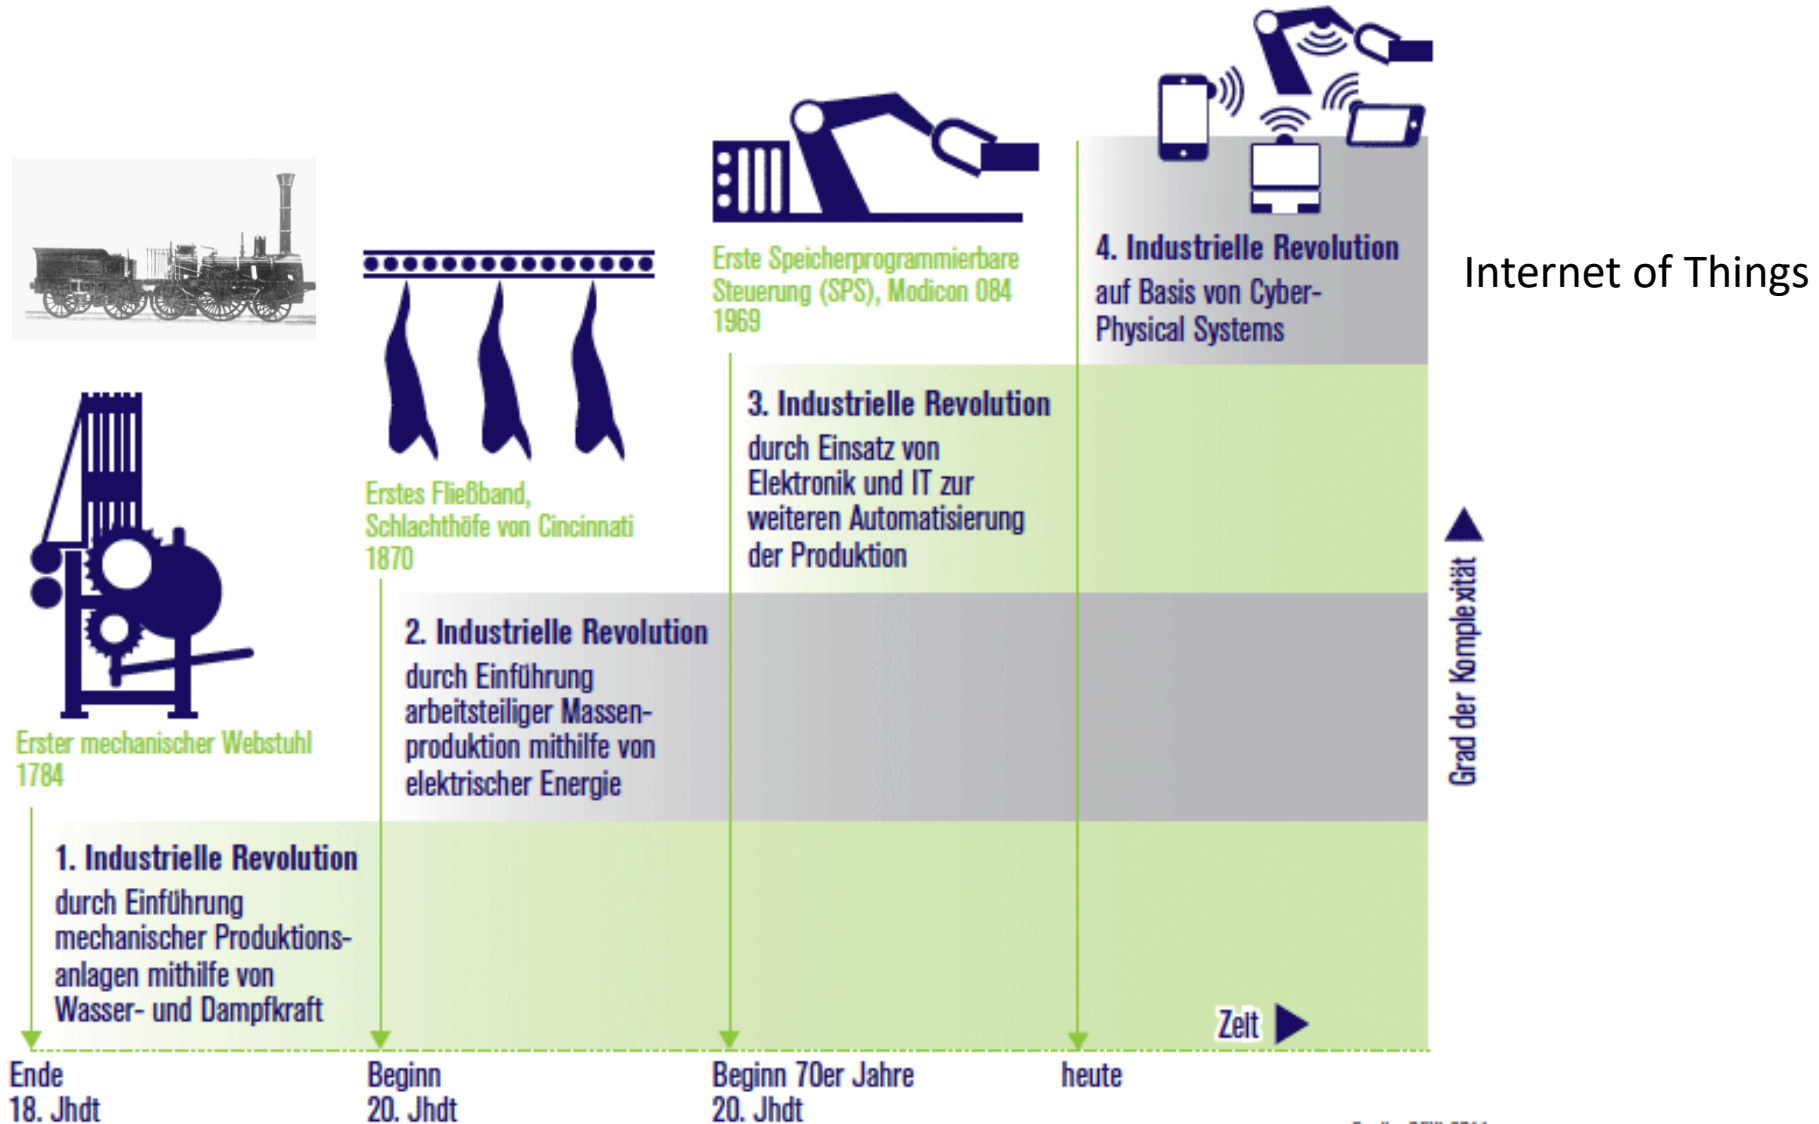 4. Industrielle Revolution
auf Basis von Cyber-
Physical Systems
Internet of Things
Erste Speicherprogrammierbare
Steuerung (SPS), Modicon 084
1969
3. Industrielle Revolution
durch Einsatz von
Elektronik und IT zur
weiteren Automatisierung
der Produktion
Erstes Fließband,
Schlachthöfe von Cincinnati
1870
2. Industrielle Revolution
durch Einführung
arbeitsteiliger Massen-
produktion mithilfe von
elektrischer Energie
Erster mechanischer Webstuhl
1784
1. Industrielle Revolution
durch Einführung
mechanischer Produktions-
anlagen mithilfe von
Wasser- und Dampfkraft
Grad der Komplexität
Zeit
Ende
18. Jhdt
Beginn
20. Jhdt
Beginn 70er Jahre
20. Jhdt
heute